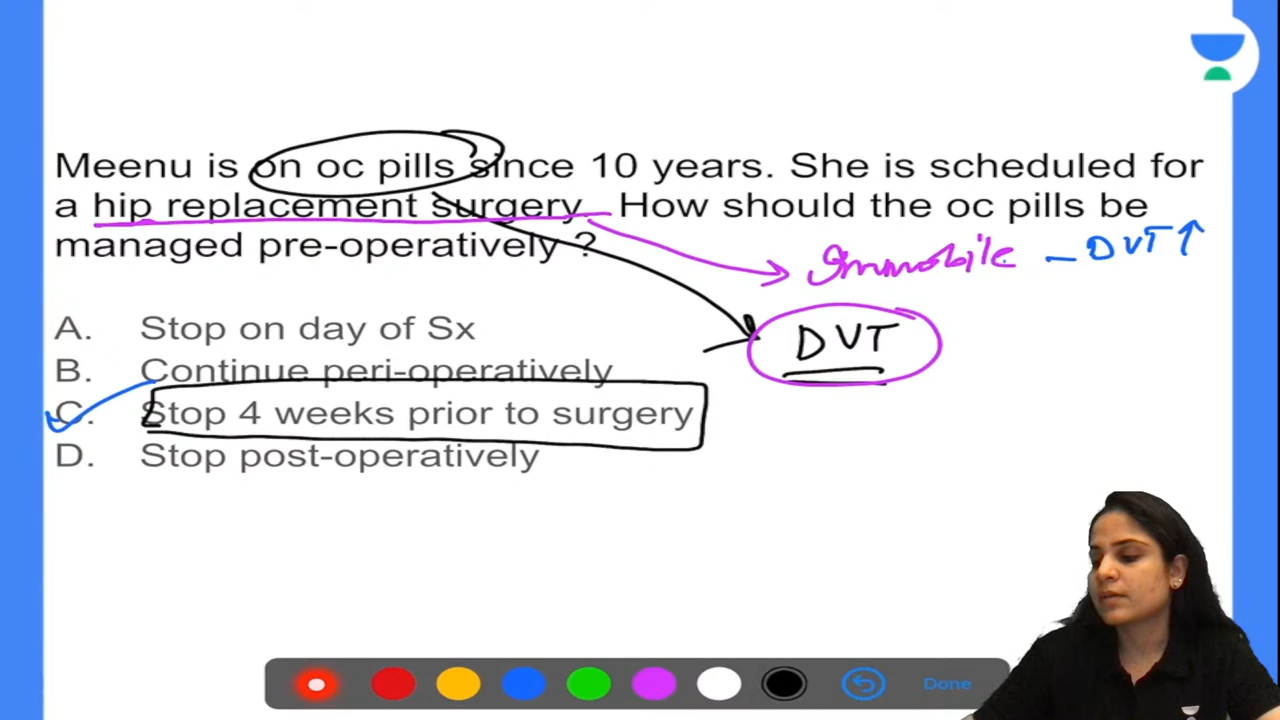 Meenu is on oc pills since 10 years. She is scheduled for
a hip replacement surgery. How should the oc pills be
managed pre-operatively ?
Immobile - DVT ↑
A. Stop on day of Sx
DVT
B. Continue peri-operatively
C. Stop 4 weeks prior to surgery
D. Stop post-operatively
Done